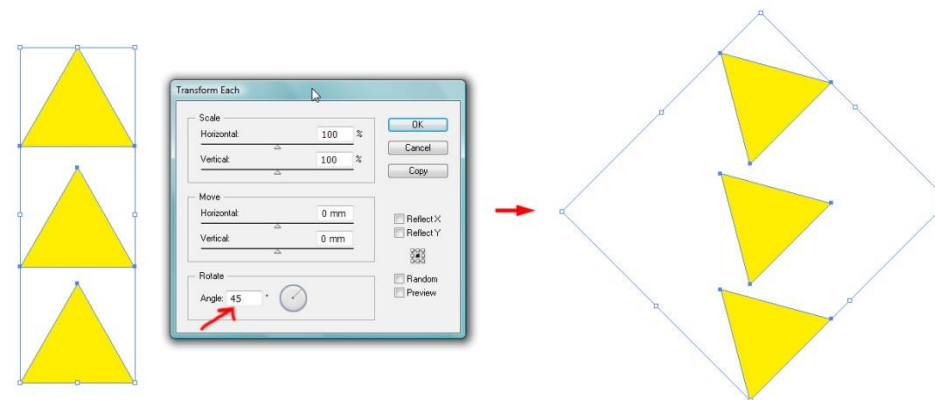 Transform Each
Scale
Horizontal:
100 %
Vertical:
100 %
OK
Cancel
Copy
Move
Horizontal:
0 mm
Vertical:
0 mm
Reflect X
Reflect Y
Rotate
Angle: 45 °
Random
Preview